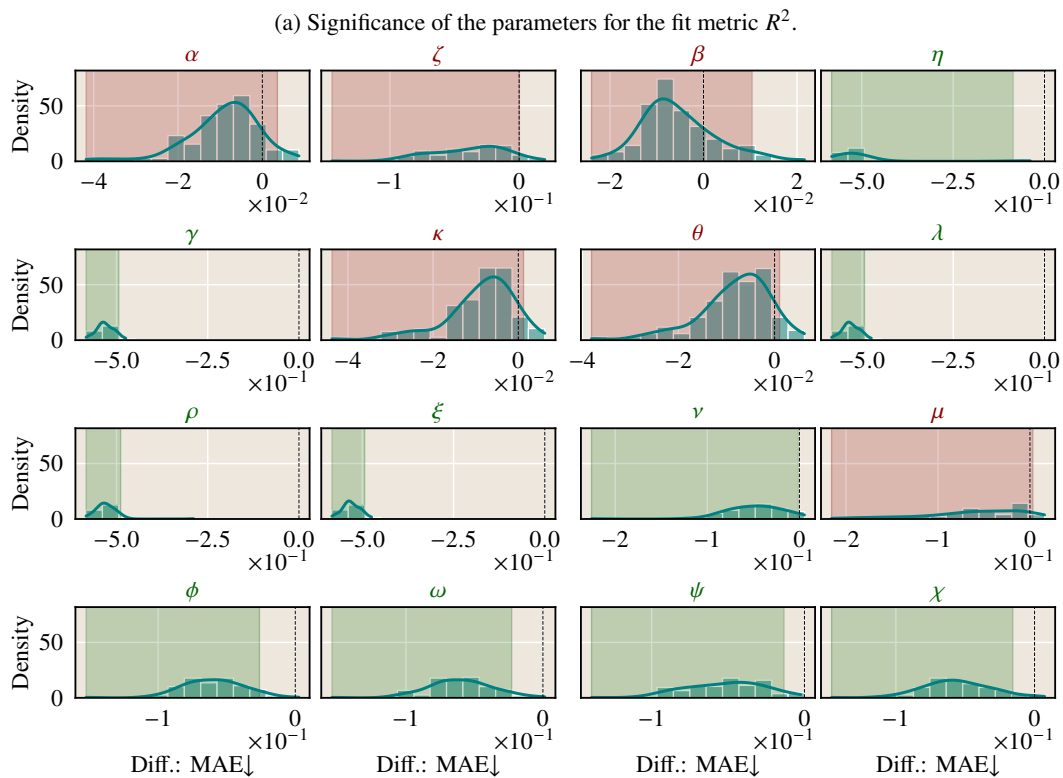 (a) Significance of the parameters for the fit metric R².
α ζ β η
Density 50 0
−4 −2 0 −1 0 −2 0 2 −5.0 −2.5 0.0
×10⁻² ×10⁻¹ ×10⁻² ×10⁻¹
γ κ θ λ
Density 50 0
−5.0 −2.5 0.0 −4 −2 0 −4 −2 0 −5.0 −2.5 0.0
×10⁻¹ ×10⁻² ×10⁻² ×10⁻¹
ρ ξ ν μ
Density 50 0
−5.0 −2.5 0.0 −5.0 −2.5 0.0 −2 −1 0 −2 −1 0
×10⁻¹ ×10⁻¹ ×10⁻¹ ×10⁻¹
ϕ ω ψ χ
Density 50 0
−1 0 −1 0 −1 0 −1 0
×10⁻¹ ×10⁻¹ ×10⁻¹ ×10⁻¹
Diff.: MAE↓ Diff.: MAE↓ Diff.: MAE↓ Diff.: MAE↓